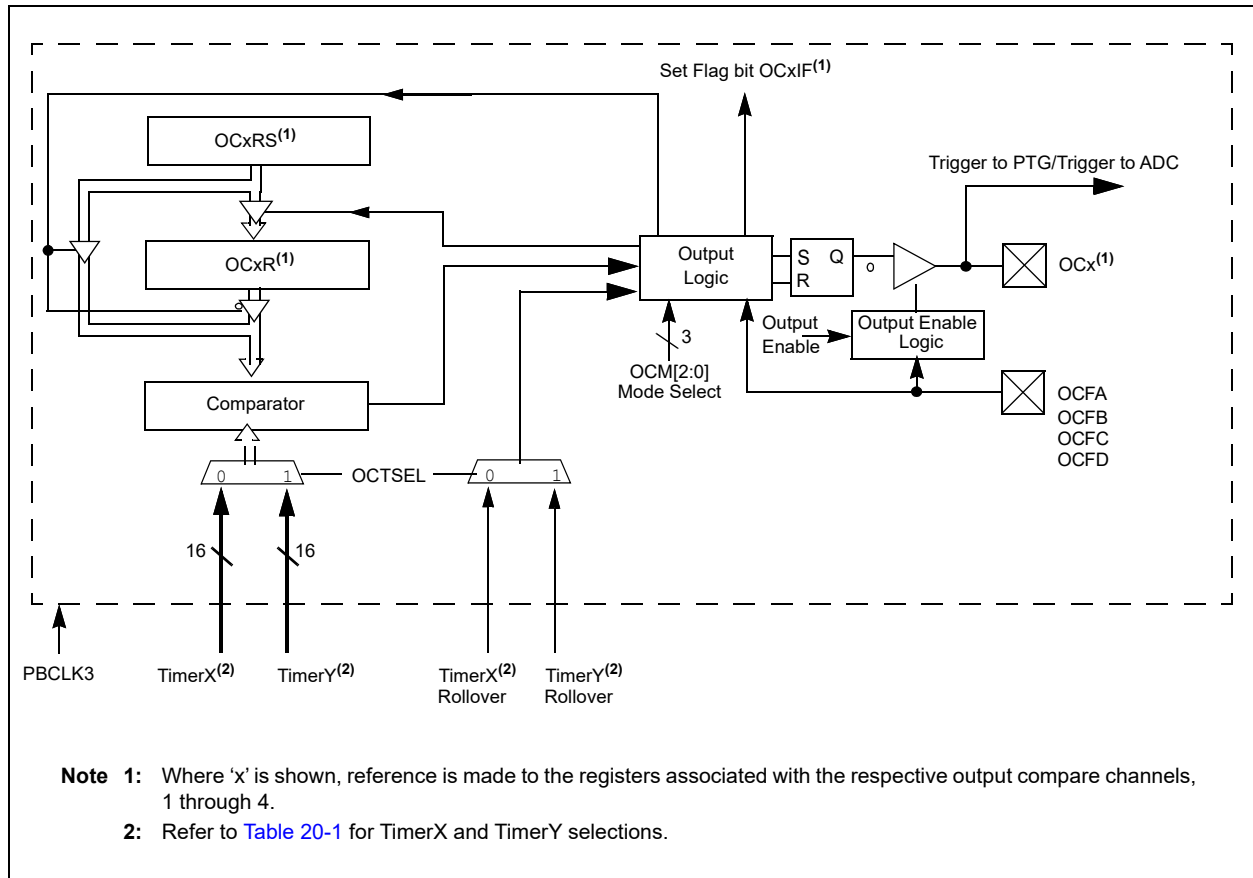 Set Flag bit OCxIF(1)
OCxRS(1)
Trigger to PTG/Trigger to ADC
OCxR(1)
Output
Logic
S Q
R
OCx(1)
Output
Enable
Output Enable
Logic
3
OCM[2:0]
Mode Select
Comparator
OCFA
OCFB
OCFC
OCFD
0 1
OCTSEL
0 1
16
16
PBCLK3
TimerX(2)
TimerY(2)
TimerX(2)
Rollover
TimerY(2)
Rollover
Note 1: Where ‘x’ is shown, reference is made to the registers associated with the respective output compare channels,
1 through 4.
2: Refer to Table 20-1 for TimerX and TimerY selections.